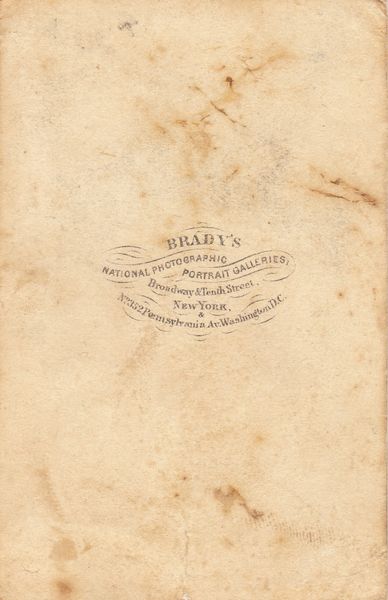 BRADY'S
NATIONAL PHOTOGRAPHIC PORTRAIT GALLERIES,
Broadway & Tenth Street,
NEW YORK,
&
No. 352 Pennsylvania Av. Washington D.C.